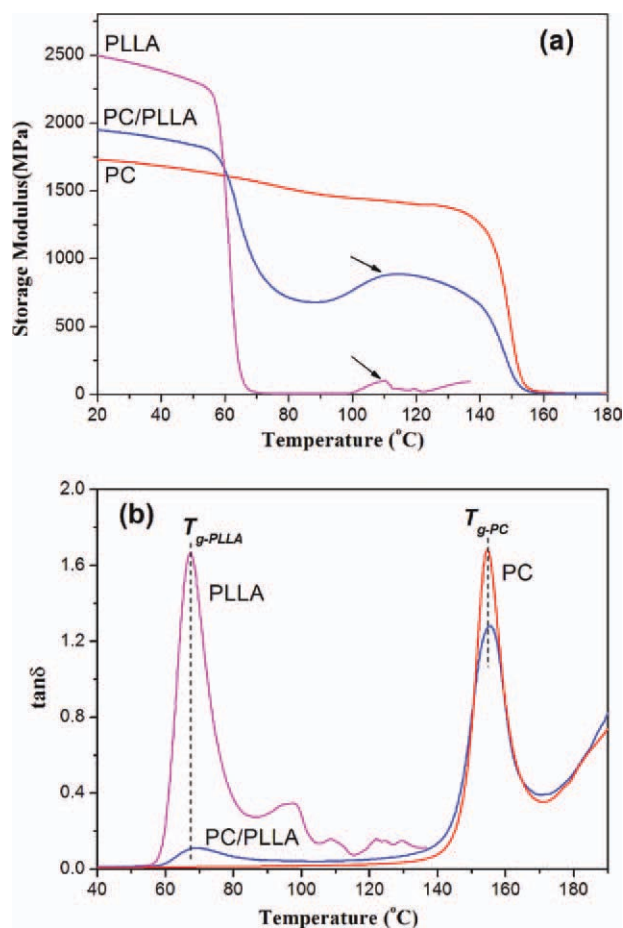 (a)
PLLA
PC/PLLA
PC
Storage Modulus(MPa)
2500
2000
1500
1000
500
0
20 40 60 80 100 120 140 160 180
Temperature (°C)
(b)
T g-PLLA
T g-PC
PLLA
PC
PC/PLLA
tanδ
2.0
1.6
1.2
0.8
0.4
0.0
40 60 80 100 120 140 160 180
Temperature (°C)